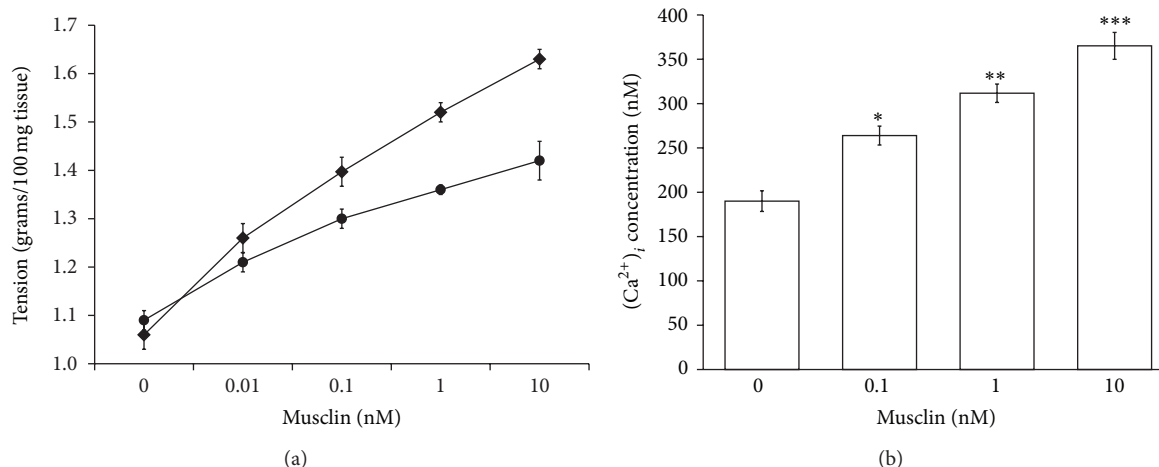 1.7
1.6
1.5
1.4
1.3
1.2
1.1
1.0
Tension (grams/100 mg tissue)
0 0.01 0.1 1 10
Musclin (nM)
(a)
400
350
300
250
200
150
100
50
0
(Ca²⁺)ᵢ concentration (nM)
* ** ***
0 0.1 1 10
Musclin (nM)
(b)